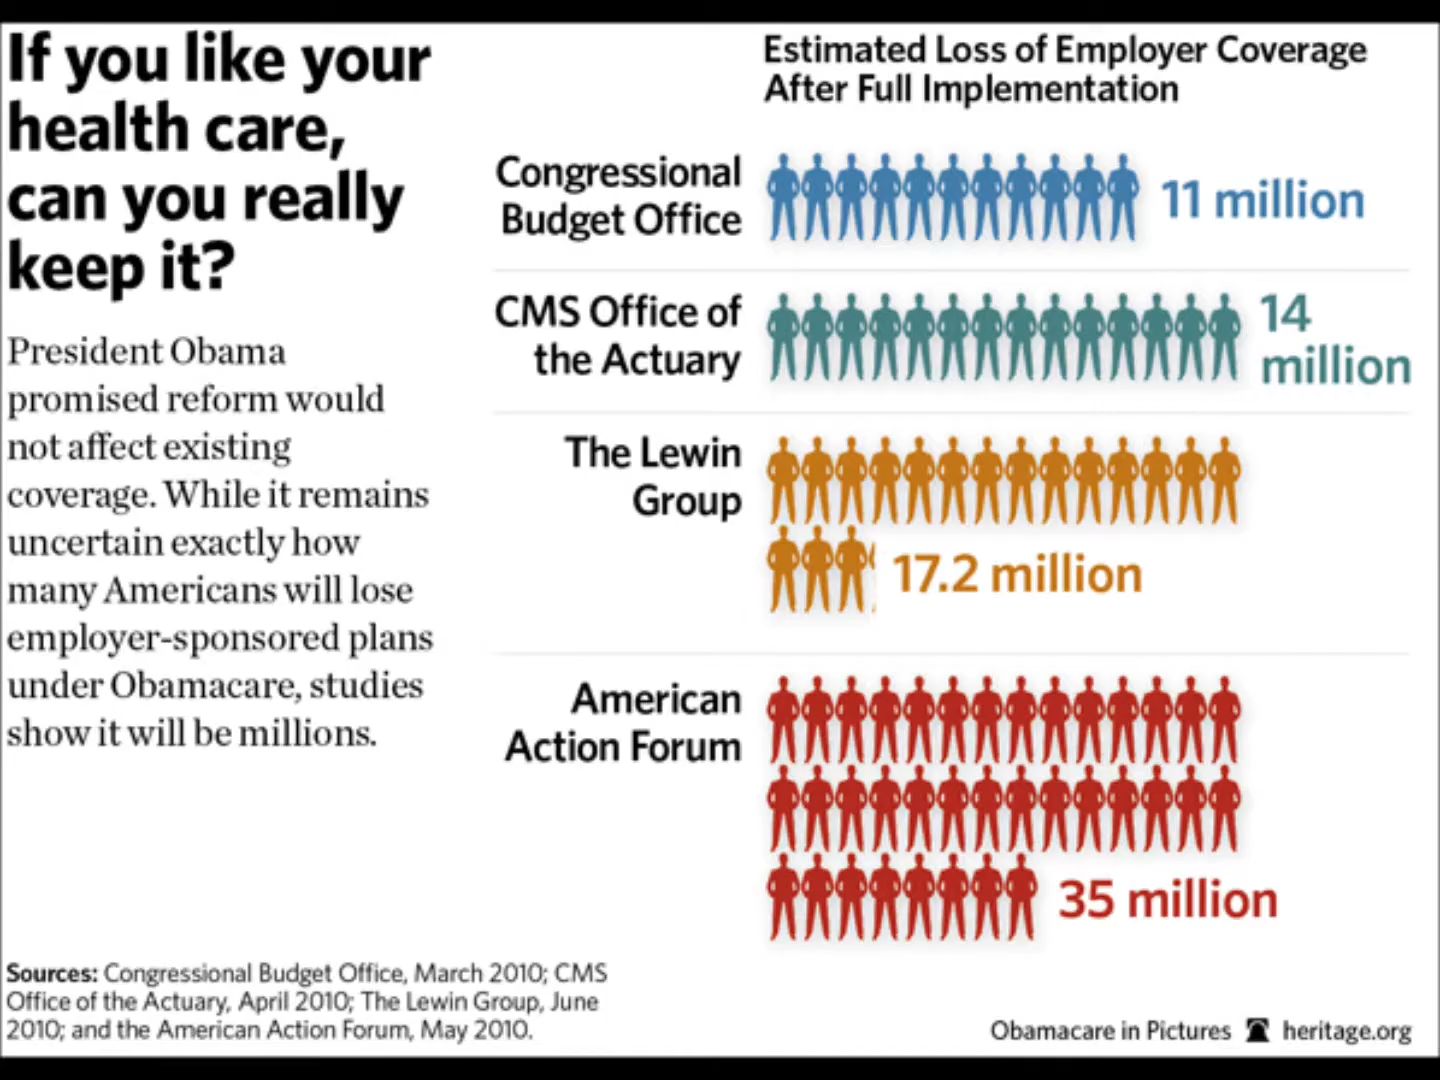 If you like your
health care,
can you really
keep it?
President Obama
promised reform would
not affect existing
coverage. While it remains
uncertain exactly how
many Americans will lose
employer-sponsored plans
under Obamacare, studies
show it will be millions.
Estimated Loss of Employer Coverage
After Full Implementation
Congressional
Budget Office
11 million
CMS Office of
the Actuary
14
million
The Lewin
Group
17.2 million
American
Action Forum
35 million
Sources: Congressional Budget Office, March 2010; CMS
Office of the Actuary, April 2010; The Lewin Group, June
2010; and the American Action Forum, May 2010.
Obamacare in Pictures heritage.org